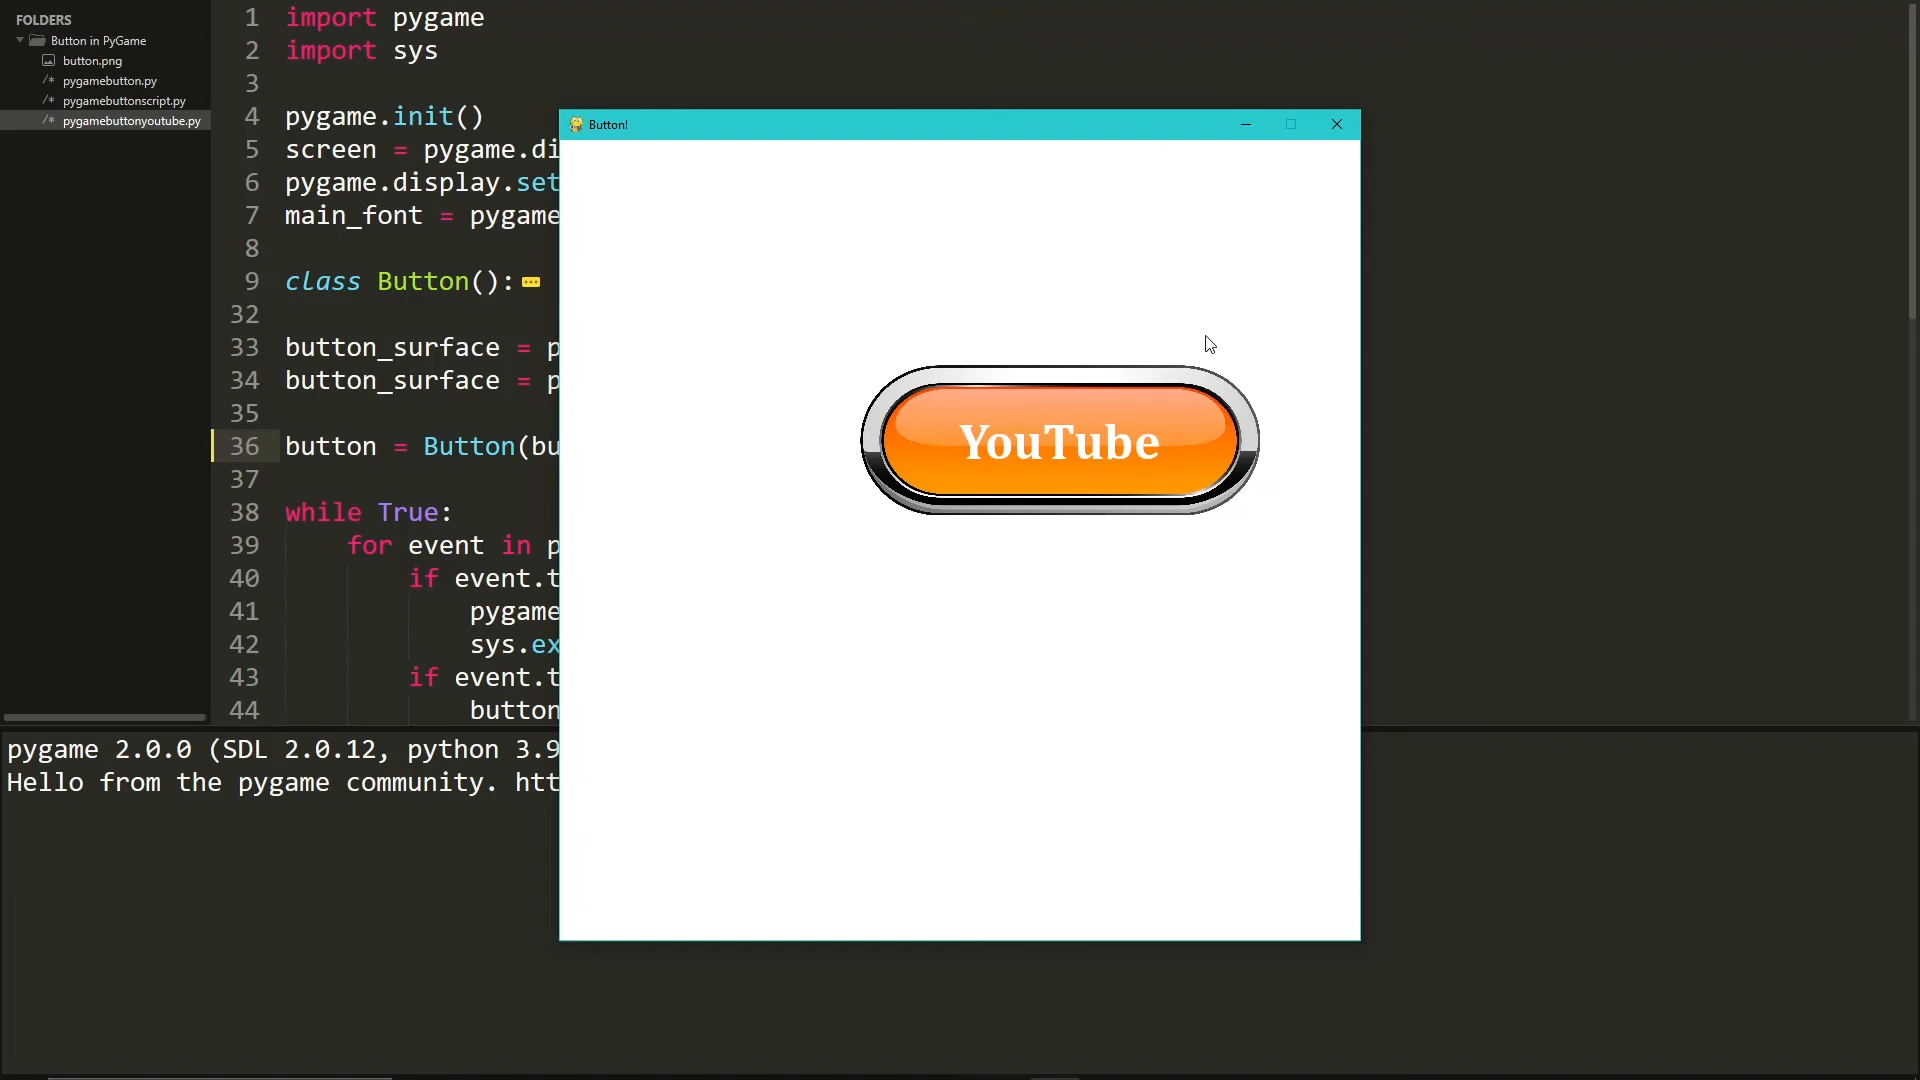 FOLDERS
Button in PyGame
button.png
/* pygamebutton.py
/* pygamebuttonscript.py
/* pygamebuttonyoutube.py
1 import pygame
2 import sys
3
4 pygame.init()
5 screen = pygame.di
6 pygame.display.set
7 main_font = pygame
8
9 class Button():
32
33 button_surface = p
34 button_surface = p
35
36 button = Button(bu
37
38 while True:
39 for event in p
40 if event.t
41 pygame
42 sys.ex
43 if event.t
44 button
Button!
YouTube
pygame 2.0.0 (SDL 2.0.12, python 3.9
Hello from the pygame community. htt